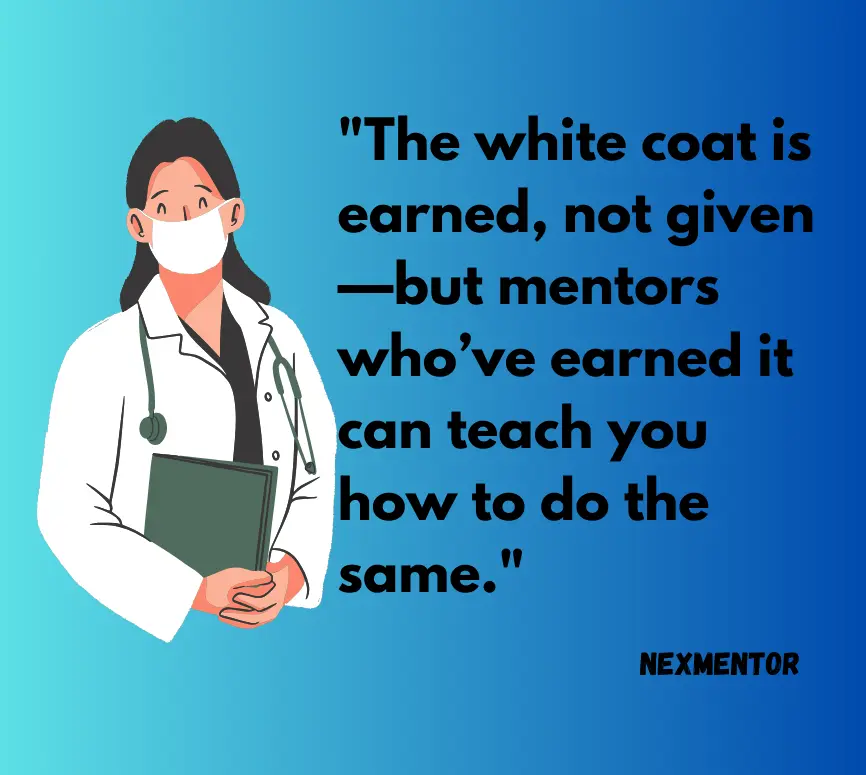 "The white coat is
earned, not given
—but mentors
who’ve earned it
can teach you
how to do the
same."
NEXMENTOR